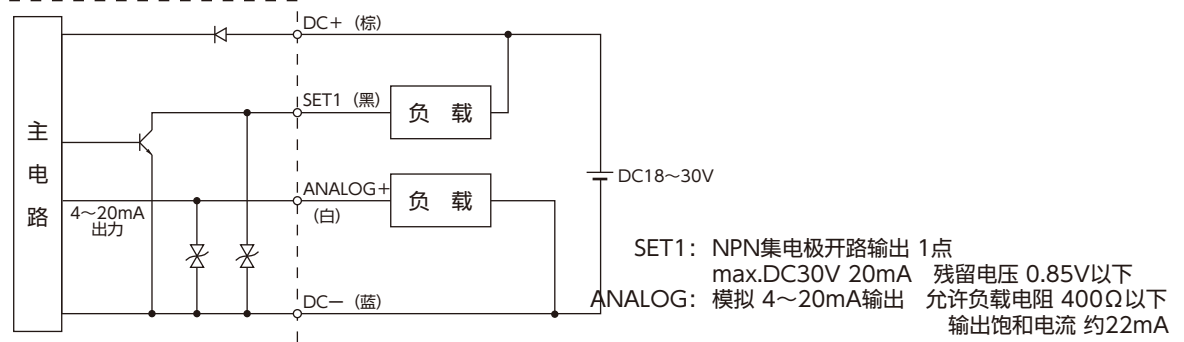 DC+（棕）
SET1（黑）
负 载
主电路
ANALOG+
（白）
负 载
4～20mA
出力
DC18～30V
DC－（蓝）
SET1：NPN集电极开路输出 1点
max.DC30V 20mA 残留电压 0.85V以下
ANALOG：模拟 4～20mA输出 允许负载电阻 400Ω以下
输出饱和电流 约22mA